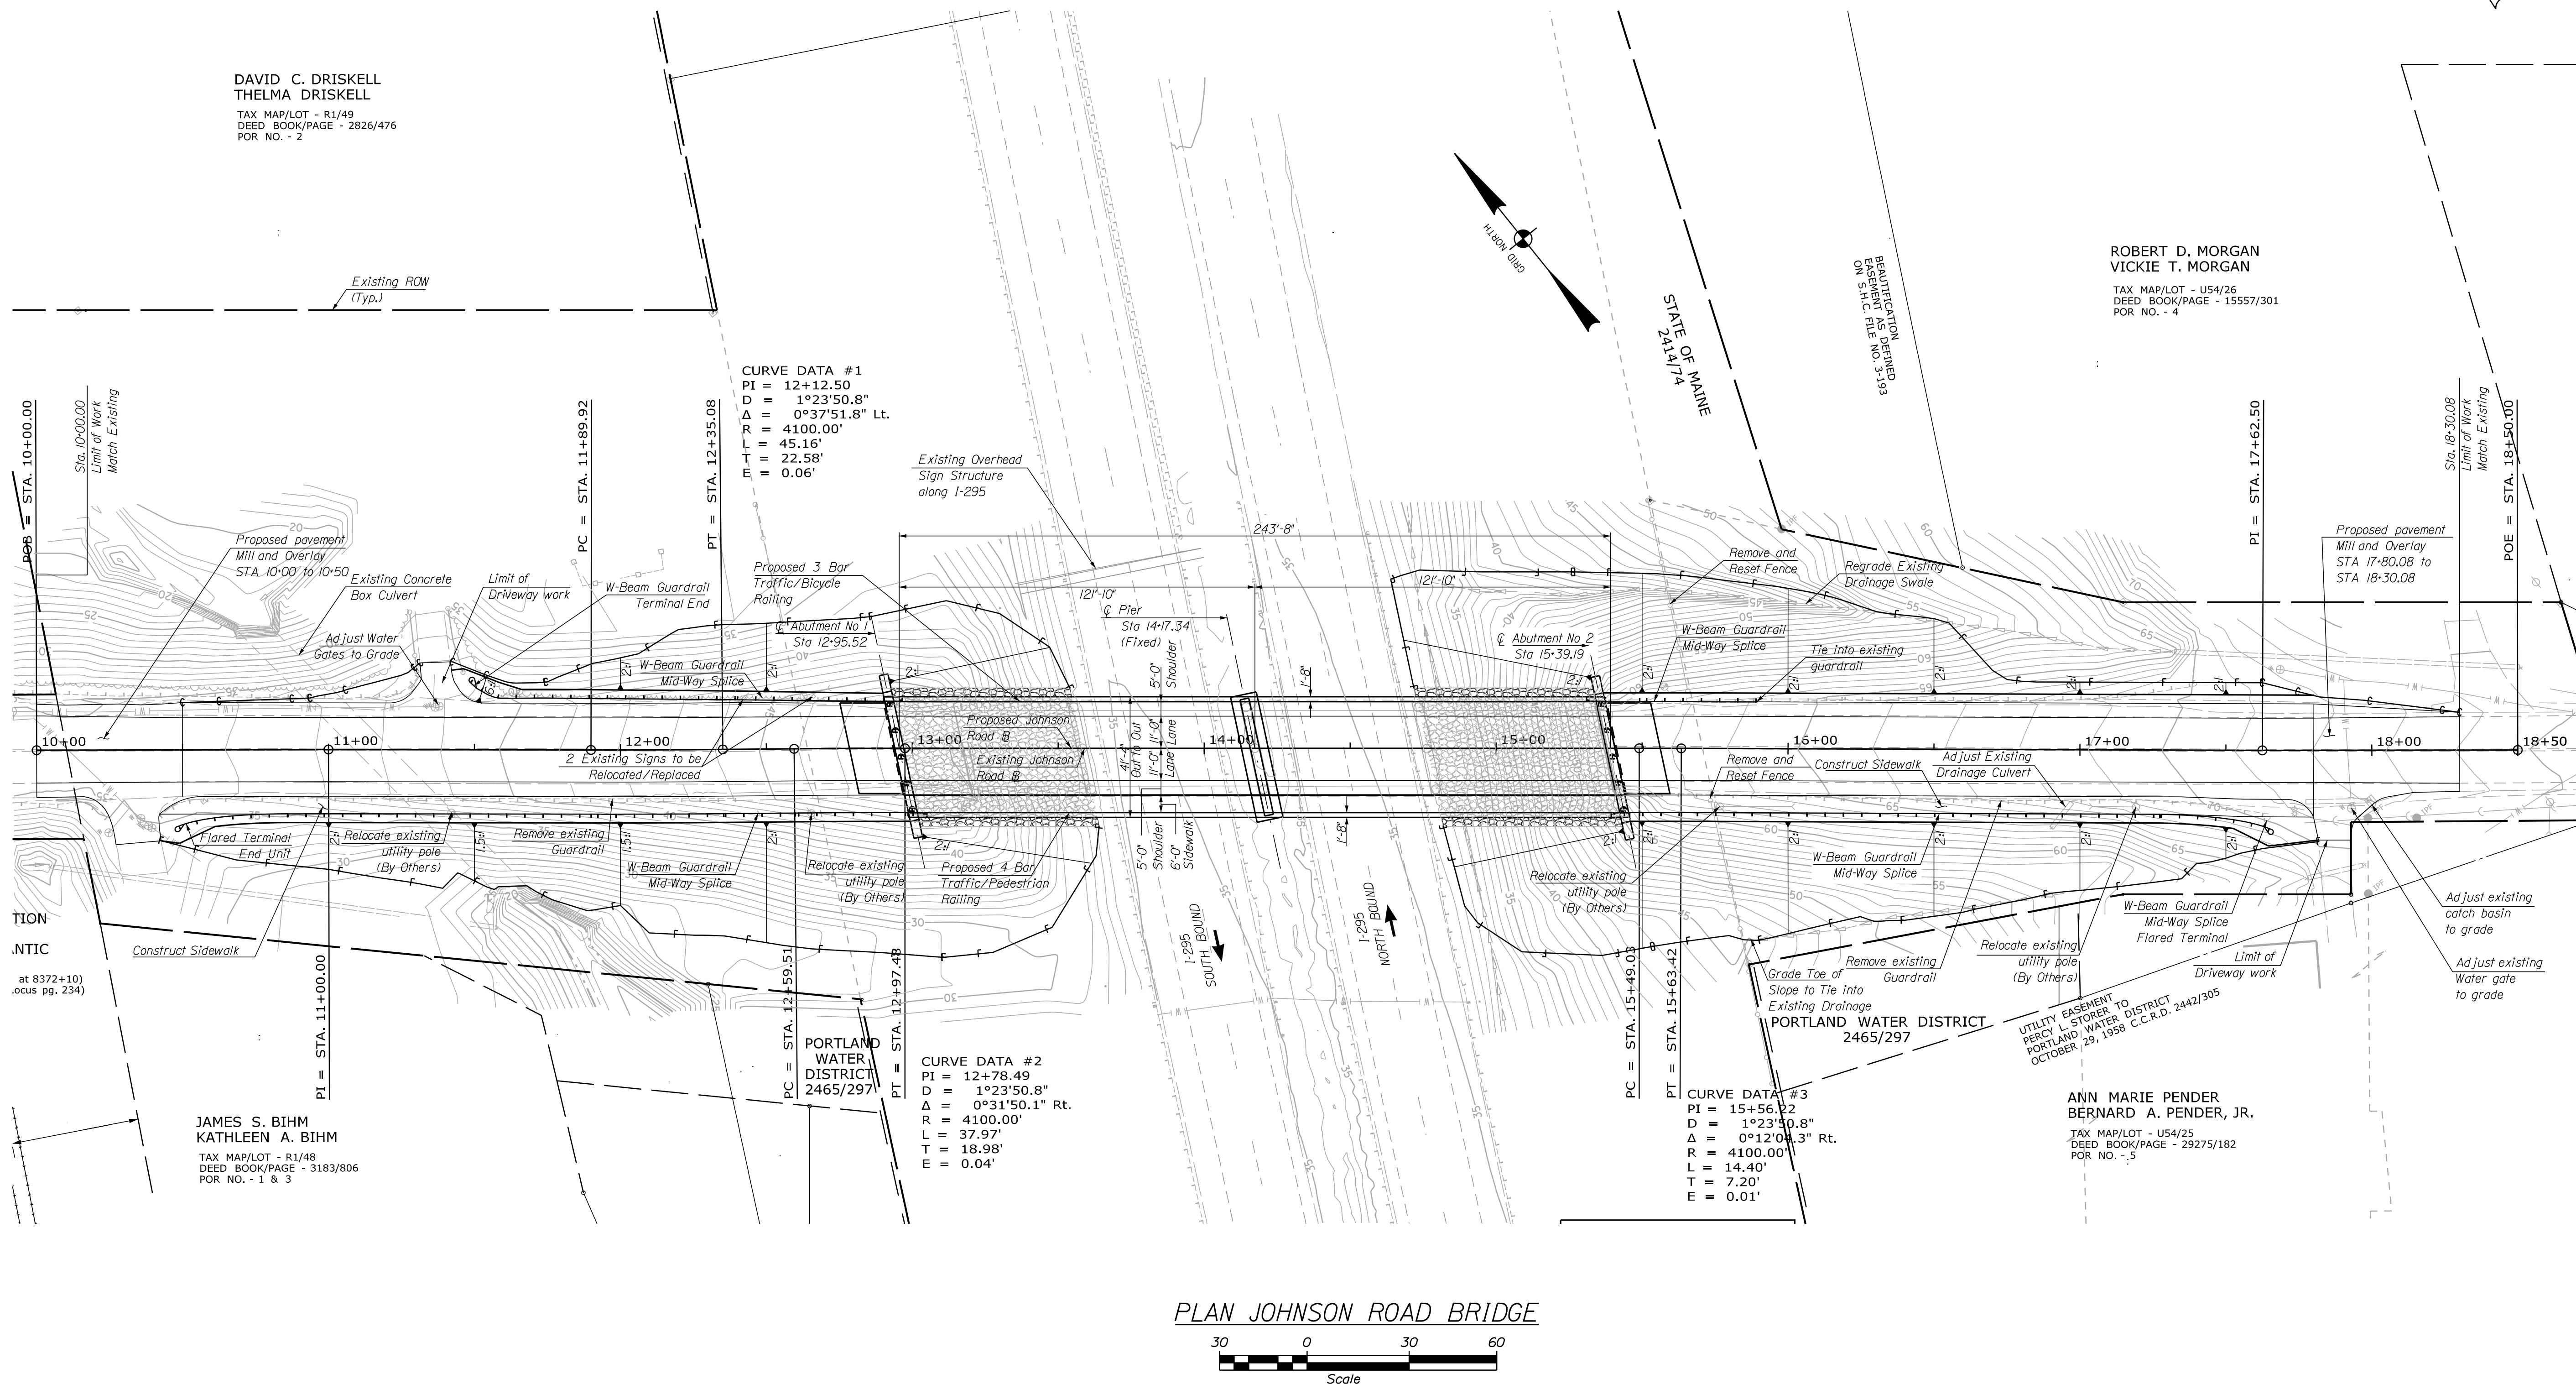 DAVID C. DRISKELL
THELMA DRISKELL
TAX MAP/LOT - R1/49
DEED BOOK/PAGE - 2826/476
POR NO. - 2
Existing ROW
(Typ.)
GRID NORTH
STATE OF MAINE
2414/74
BEAUTIFICATION
EASEMENT AS DEFINED
ON S.H.C. FILE NO. 3-193
ROBERT D. MORGAN
VICKIE T. MORGAN
TAX MAP/LOT - U54/26
DEED BOOK/PAGE - 15557/301
POR NO. - 4
CURVE DATA #1
PI = 12+12.50
D = 1°23'50.8"
Δ = 0°37'51.8" Lt.
R = 4100.00'
L = 45.16'
T = 22.58'
E = 0.06'
POB = STA. 10+00.00
Sta. 10+00.00
Limit of Work
Match Existing
PC = STA. 11+89.92
PT = STA. 12+35.08
PI = STA. 17+62.50
Sta. 18+30.08
Limit of Work
Match Existing
POE = STA. 18+50.00
Existing Overhead
Sign Structure
along I-295
Proposed pavement
Mill and Overlay
STA 10+00 to 10+50
Existing Concrete
Box Culvert
Limit of
Driveway work
W-Beam Guardrail
Terminal End
Proposed 3 Bar
Traffic/Bicycle
Railing
Adjust Water
Gates to Grade
W-Beam Guardrail
Mid-Way Splice
℄ Abutment No 1
Sta 12+95.52
243'-8"
121'-10"
121'-10"
℄ Pier
Sta 14+17.34
(Fixed)
℄ Abutment No 2
Sta 15+39.19
Remove and
Reset Fence
Regrade Existing
Drainage Swale
W-Beam Guardrail
Mid-Way Splice
Tie into existing
guardrail
Proposed pavement
Mill and Overlay
STA 17+80.08 to
STA 18+30.08
5'-0"
Shoulder
1'-8"
11'-0"
Lane
11'-0"
Lane
41'-4"
Out to Out
5'-0"
Shoulder
6'-0"
Sidewalk
1'-8"
10+00
11+00
12+00
13+00
14+00
15+00
16+00
17+00
18+00
18+50
Proposed Johnson
Road ℄
Existing Johnson
Road ℄
2 Existing Signs to be
Relocated/Replaced
Remove and
Reset Fence
Construct Sidewalk
Adjust Existing
Drainage Culvert
Flared Terminal
End Unit
Relocate existing
utility pole
(By Others)
Remove existing
Guardrail
W-Beam Guardrail
Mid-Way Splice
Relocate existing
utility pole
(By Others)
Proposed 4 Bar
Traffic/Pedestrian
Railing
Relocate existing
utility pole
(By Others)
W-Beam Guardrail
Mid-Way Splice
W-Beam Guardrail
Mid-Way Splice
Flared Terminal
Adjust existing
catch basin
to grade
Construct Sidewalk
I-295
SOUTH BOUND
I-295
NORTH BOUND
Grade Toe of
Slope to Tie into
Existing Drainage
Remove existing
Guardrail
Relocate existing
utility pole
(By Others)
Limit of
Driveway work
Adjust existing
Water gate
to grade
TION
NTIC
at 8372+10)
ocus pg. 234)
PI = STA. 11+00.00
PC = STA. 12+59.51
PT = STA. 12+97.48
PC = STA. 15+49.03
PT = STA. 15+63.42
PORTLAND
WATER
DISTRICT
2465/297
CURVE DATA #2
PI = 12+78.49
D = 1°23'50.8"
Δ = 0°31'50.1" Rt.
R = 4100.00'
L = 37.97'
T = 18.98'
E = 0.04'
PORTLAND WATER DISTRICT
2465/297
UTILITY EASEMENT
PERCY L. STORER TO
PORTLAND WATER DISTRICT
OCTOBER 29, 1958 C.C.R.D. 2442/305
CURVE DATA #3
PI = 15+56.22
D = 1°23'50.8"
Δ = 0°12'04.3" Rt.
R = 4100.00'
L = 14.40'
T = 7.20'
E = 0.01'
JAMES S. BIHM
KATHLEEN A. BIHM
TAX MAP/LOT - R1/48
DEED BOOK/PAGE - 3183/806
POR NO. - 1 & 3
ANN MARIE PENDER
BERNARD A. PENDER, JR.
TAX MAP/LOT - U54/25
DEED BOOK/PAGE - 29275/182
POR NO. - 5
PLAN JOHNSON ROAD BRIDGE
30 0 30 60
Scale